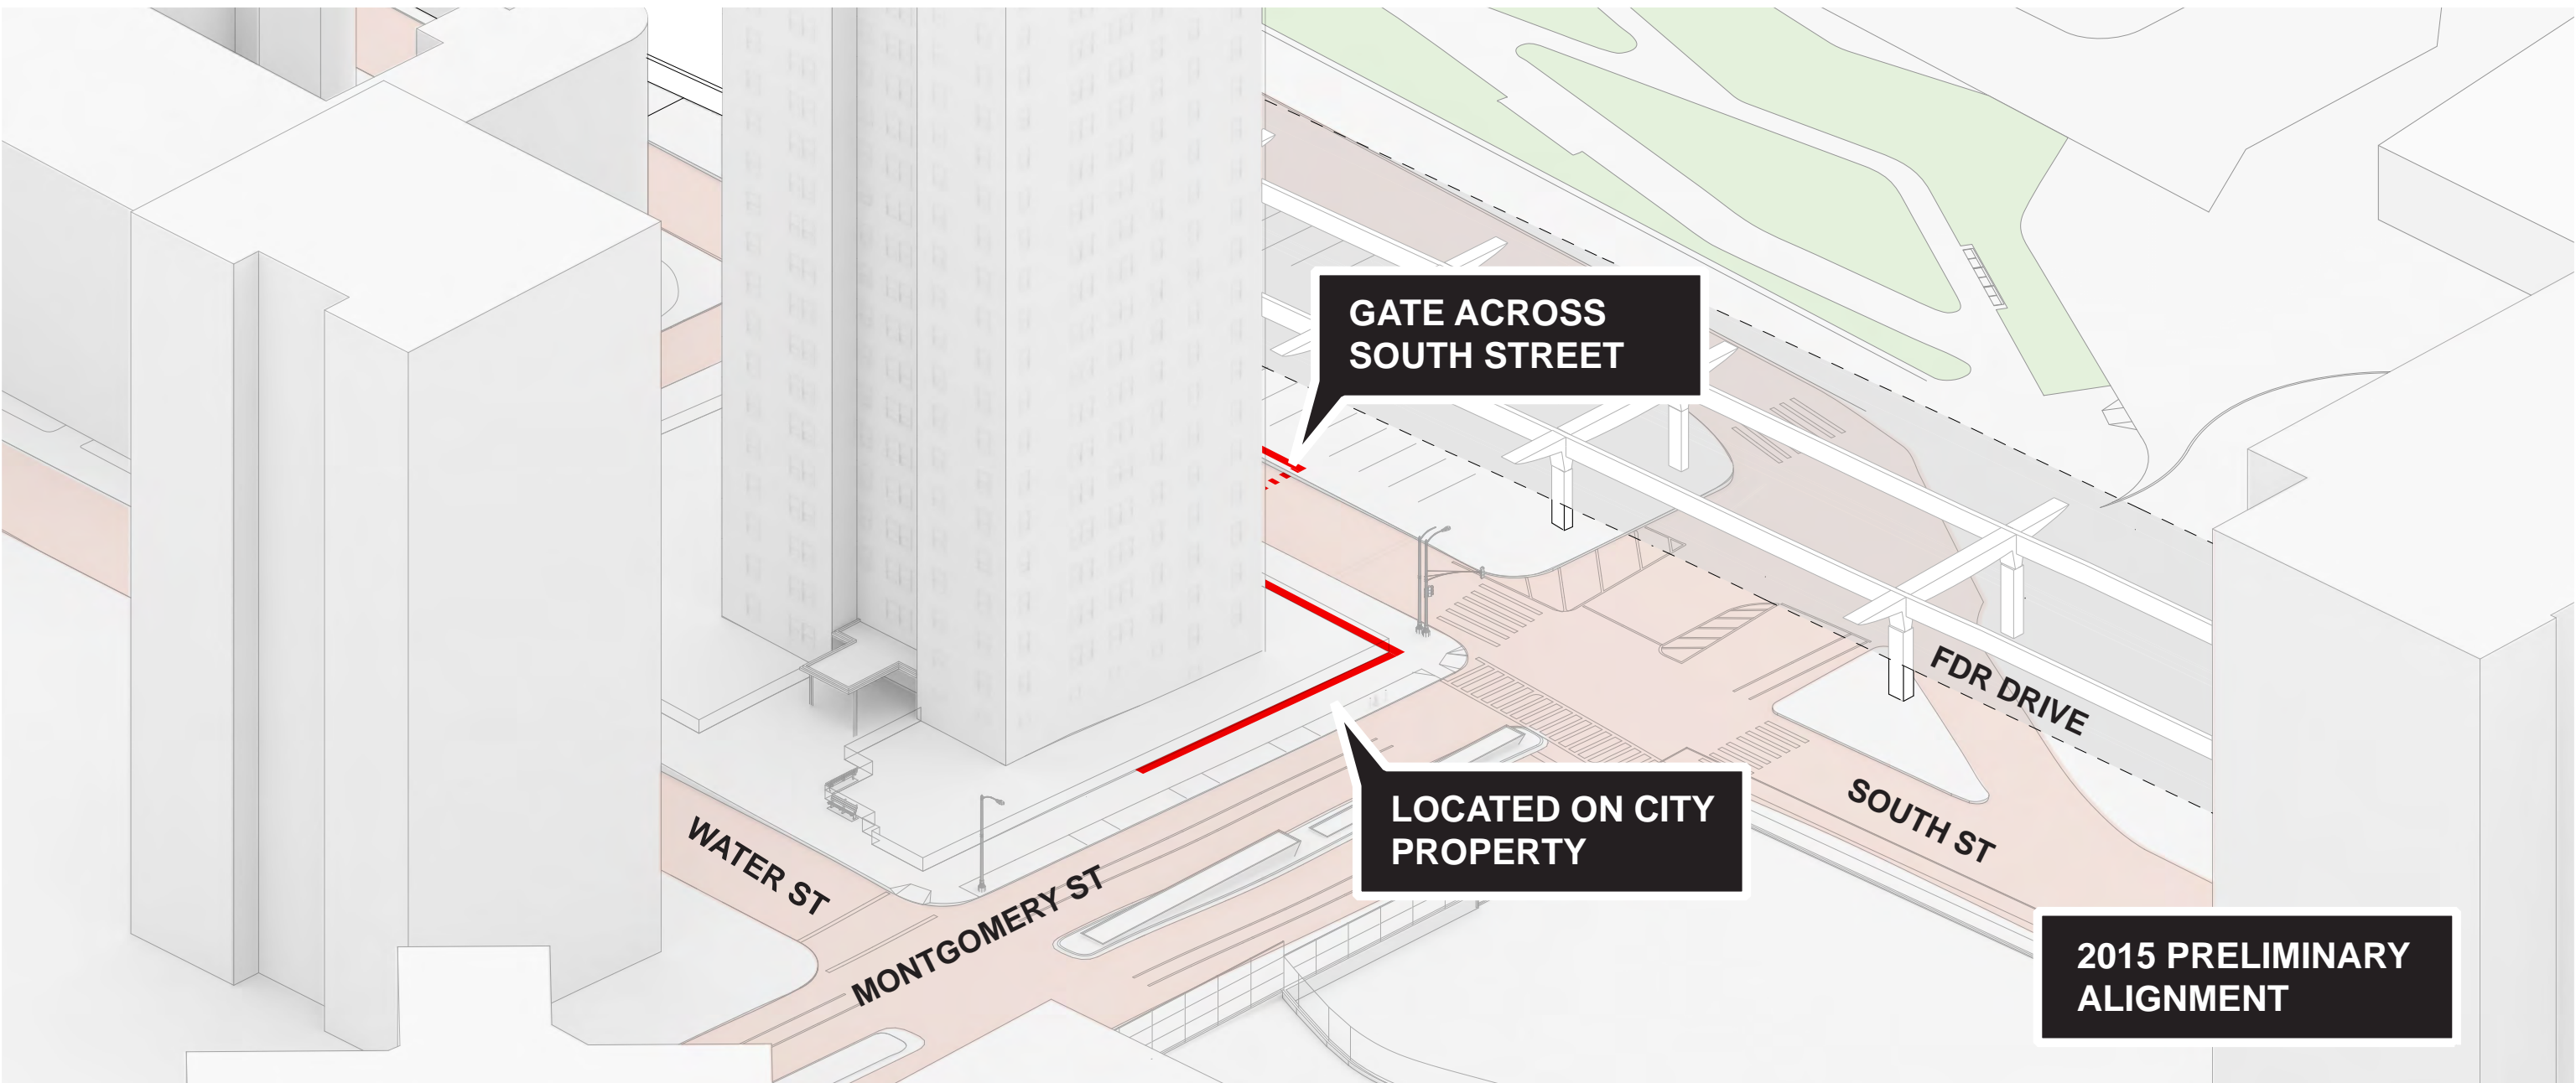 GATE ACROSS
SOUTH STREET
FDR DRIVE
LOCATED ON CITY
PROPERTY
SOUTH ST
WATER ST
MONTGOMERY ST
2015 PRELIMINARY
ALIGNMENT